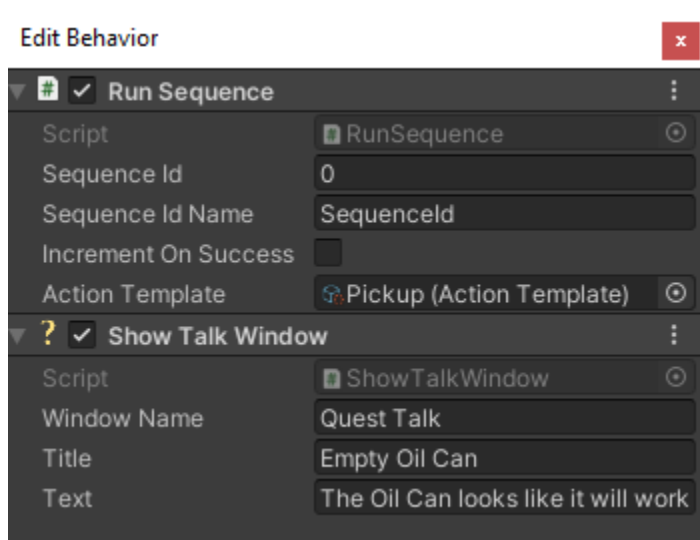 Edit Behavior
x
# Run Sequence
Script # RunSequence
Sequence Id 0
Sequence Id Name SequenceId
Increment On Success
Action Template Pickup (Action Template)
? Show Talk Window
Script # ShowTalkWindow
Window Name Quest Talk
Title Empty Oil Can
Text The Oil Can looks like it will work